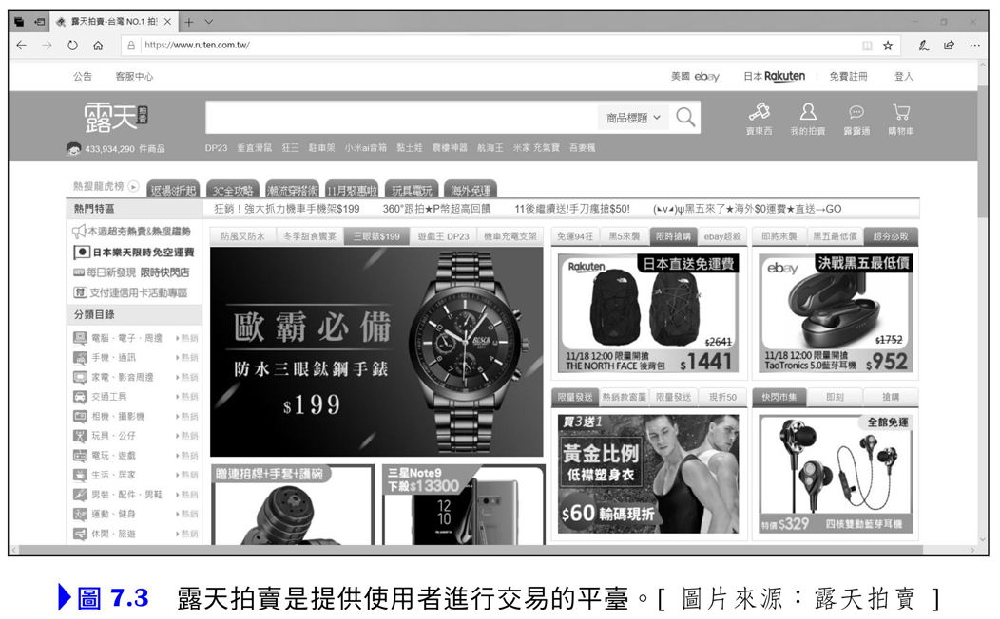 露天拍賣-台灣 NO.1 拍!
https://www.ruten.com.tw/
公告 客服中心 美國 ebay 日本 Rakuten 免費註冊 登入
露天拍賣
商品標題
賣東西 我的拍賣 露露通 購物車
433,934,290 件商品
DP23 垂直滑鼠 狂三 駐車架 小米ai音箱 黏土娃 震樓神器 航海王 米家 充氣寶 吾妻楓
熱搜龍虎榜 返場8折起 3C全攻略 潮流穿搭術 11月聚惠啦 玩具電玩 海外免運
熱門特區
狂銷!強大抓力機車手機架$199 360°跟拍★P幣超高回饋 11後繼續送!手刀瘋搶$50! 黑五來了★海外$0運費★直送→GO
本週超夯熱賣&熱搜趨勢
日本樂天限時免空運費
每日新發現 限時快閃店
支付連信用卡活動專區
分類目錄
電腦、電子、周邊 熱銷
手機、通訊 熱銷
家電、影音周邊 熱銷
交通工具 熱銷
相機、攝影機 熱銷
玩具、公仔 熱銷
電玩、遊戲 熱銷
生活、居家 熱銷
男裝、配件、男鞋 熱銷
運動、健身 熱銷
休閒、旅遊 熱銷
防風又防水 冬季甜食饗宴 三眼錶$199 遊戲王 DP23 機車充電支架
歐霸必備
防水三眼鈦鋼手錶
$199
BOSCK
免運94狂 黑5來襲 限時搶購 ebay超殺
Rakuten 日本直送免運費
$2641
11/18 12:00 限量開搶
THE NORTH FACE 後背包 $1441
即將來襲 黑五最低價 超夯必敗
ebay 決戰黑五最低價
$1752
11/18 12:00 限量開搶
TaoTronics 5.0藍芽耳機 $952
贈連掊桿+手套+護碗
三星Note9
下殺$13300
12
10
限量發送 熱銷款窩厲 限量發送 現折50
買3送1
黃金比例
低襟塑身衣
$60 輸碼現折
快閃市集 即刻 搶購
全館免運
特價$329 四核雙動藍芽耳機
圖 7.3 露天拍賣是提供使用者進行交易的平臺。[ 圖片來源:露天拍賣 ]